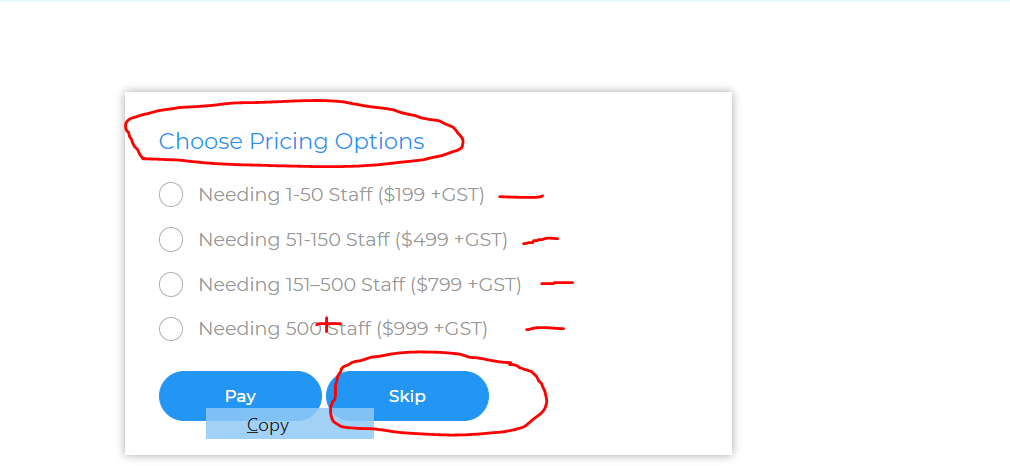 Choose Pricing Options
Needing 1-50 Staff ($199 +GST)
Needing 51-150 Staff ($499 +GST)
Needing 151–500 Staff ($799 +GST)
Needing 500+ Staff ($999 +GST)
Pay Skip
Copy